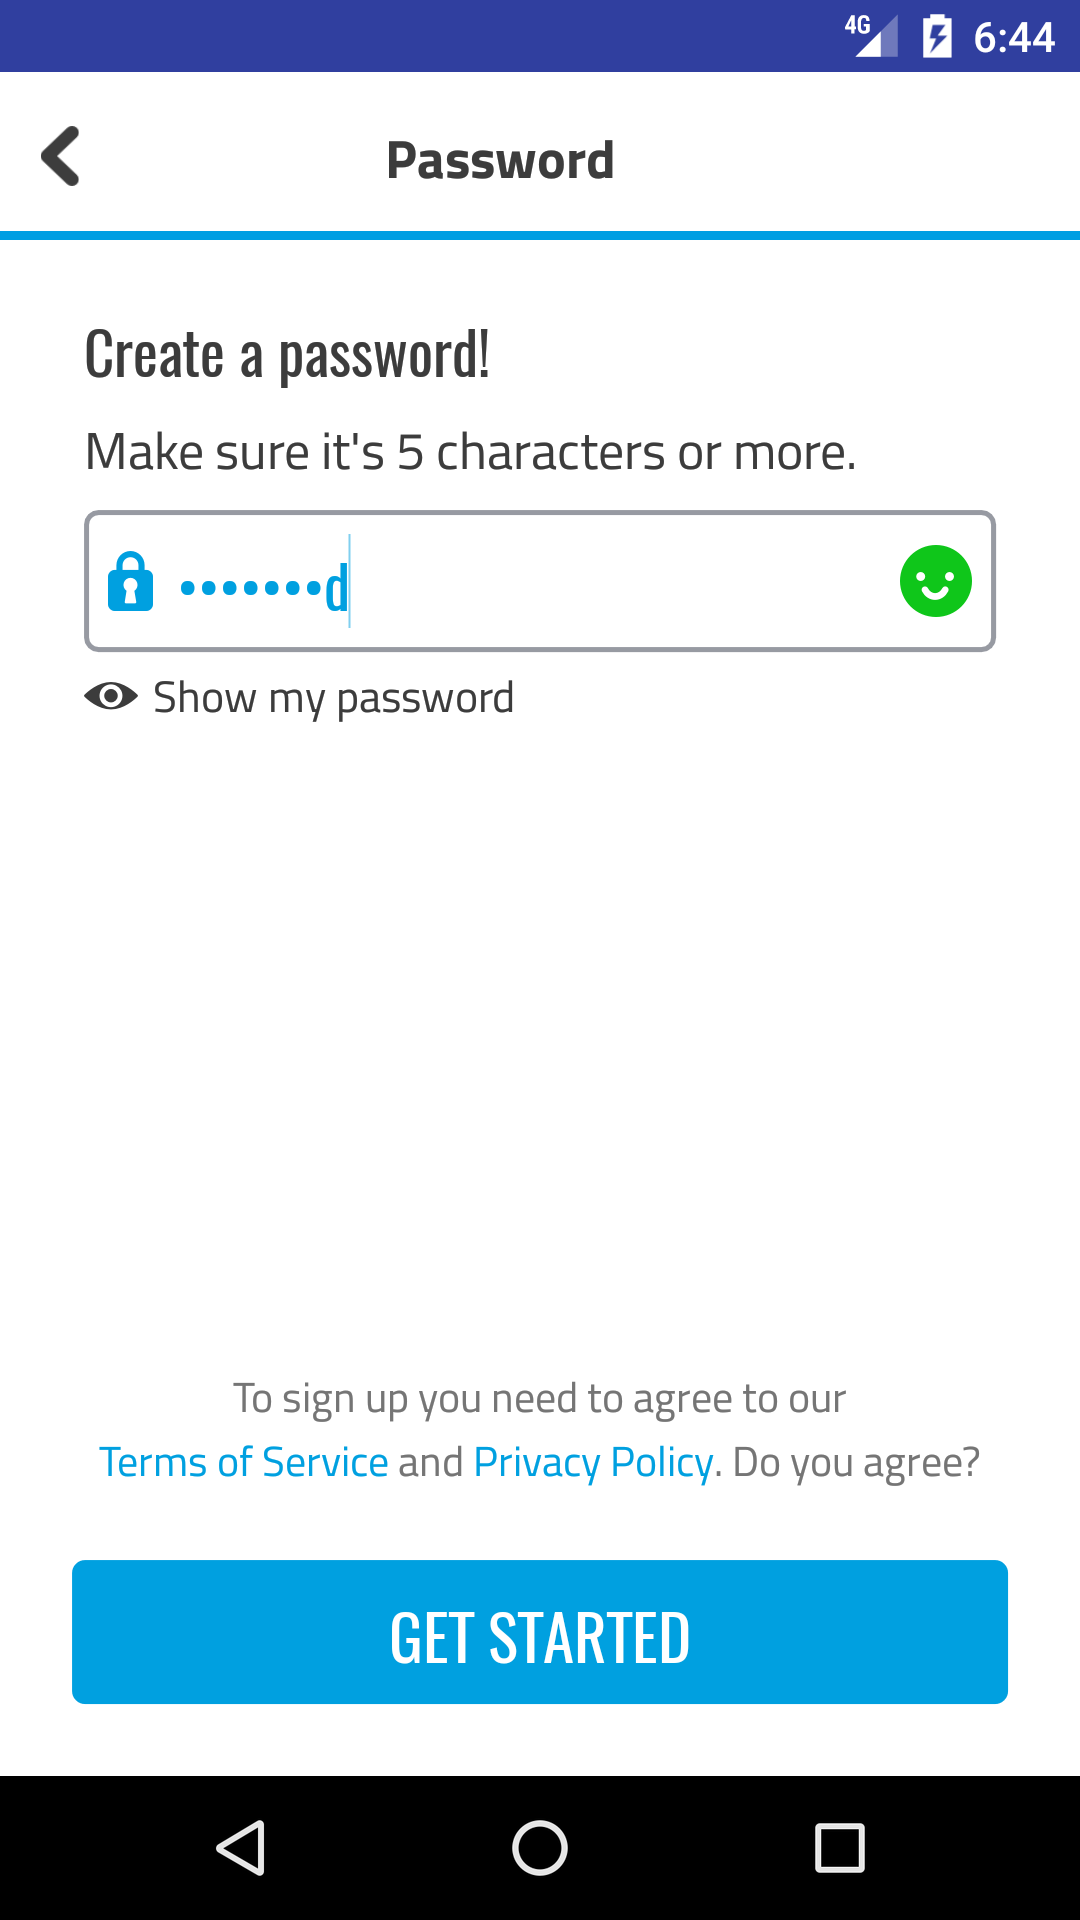 4G 6:44
Password
Create a password!
Make sure it's 5 characters or more.
•••••••d
Show my password
To sign up you need to agree to our
Terms of Service and Privacy Policy. Do you agree?
GET STARTED